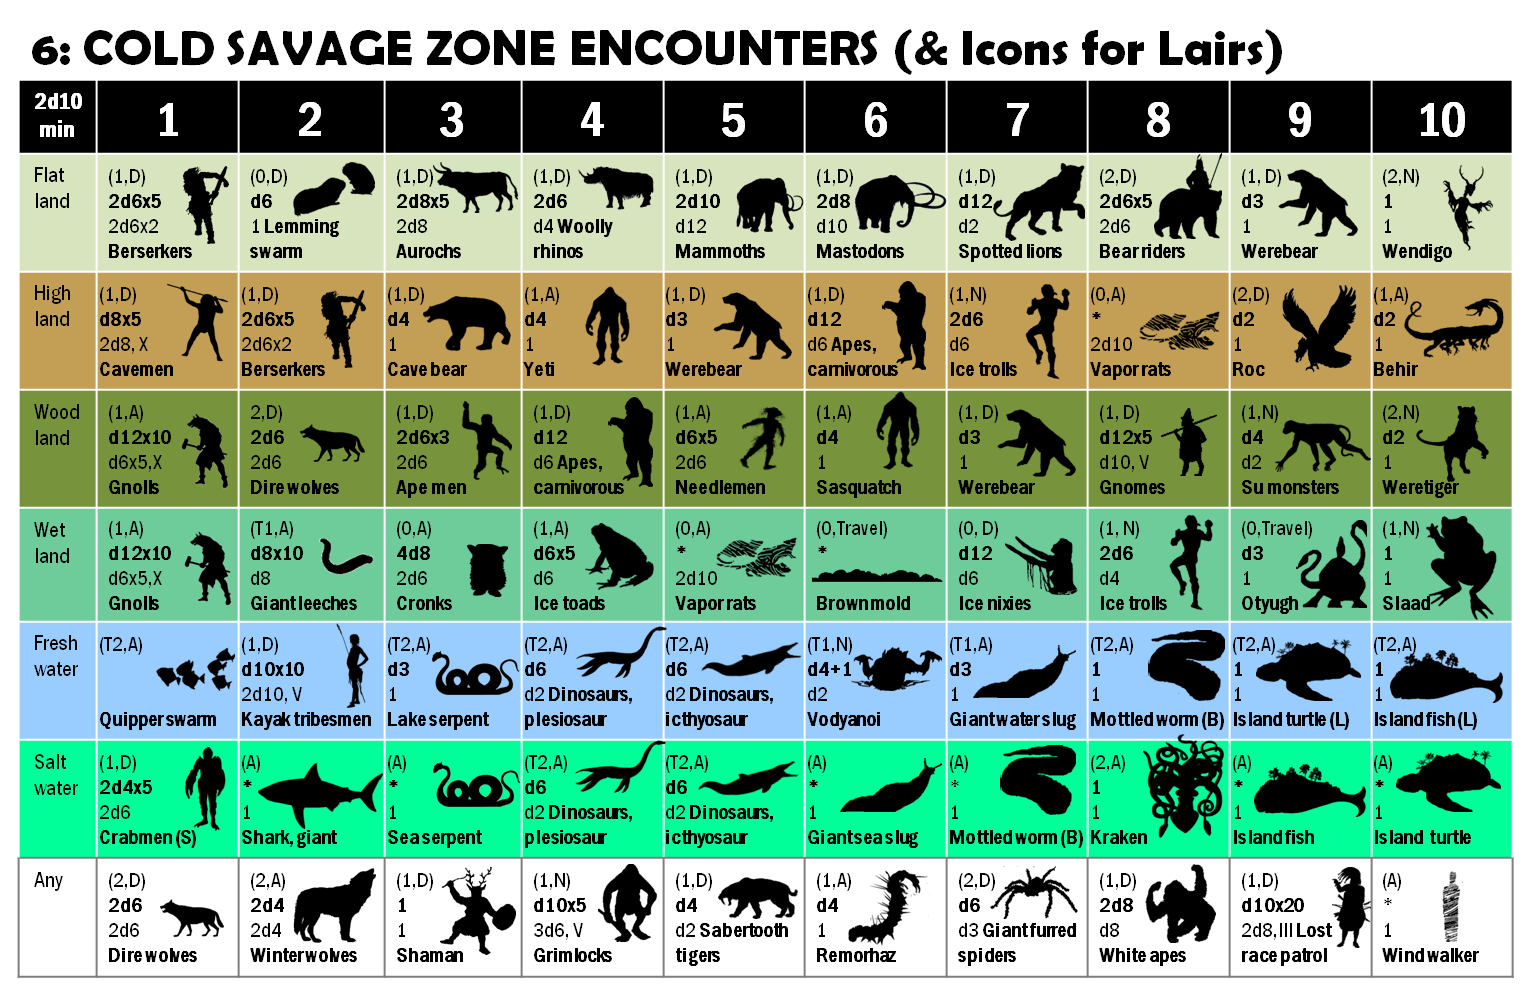 6: COLD SAVAGE ZONE ENCOUNTERS (& Icons for Lairs)
2d10 min 1 2 3 4 5 6 7 8 9 10
Flat land
(1,D) 2d6x5 2d6x2 Berserkers
(0,D) d6 1 Lemming swarm
(1,D) 2d8x5 2d8 Aurochs
(1,D) 2d6 d4 Woolly rhinos
(1,D) 2d10 d12 Mammoths
(1,D) 2d8 d10 Mastodons
(1,D) d12 d2 Spotted lions
(2,D) 2d6x5 2d6 Bear riders
(1, D) d3 1 Werebear
(2,N) 1 1 Wendigo
High land
(1,D) d8x5 2d8, X Cavemen
(1,D) 2d6x5 2d6x2 Berserkers
(1,D) d4 1 Cave bear
(1,A) d4 1 Yeti
(1, D) d3 1 Werebear
(1,D) d12 d6 Apes, carnivorous
(1,N) 2d6 d6 Ice trolls
(0,A) * 2d10 Vapor rats
(2,D) d2 1 Roc
(1,A) d2 1 Behir
Wood land
(1,A) d12x10 d6x5,X Gnolls
2,D) 2d6 2d6 Dire wolves
(1,D) 2d6x3 2d6 Ape men
(1,D) d12 d6 Apes, carnivorous
(1,A) d6x5 2d6 Needlemen
(1,A) d4 1 Sasquatch
(1, D) d3 1 Werebear
(1, D) d12x5 d10, V Gnomes
(1,N) d4 d2 Su monsters
(2,N) d2 1 Weretiger
Wet land
(1,A) d12x10 d6x5,X Gnolls
(T1,A) d8x10 d8 Giant leeches
(0,A) 4d8 2d6 Cronks
(1,A) d6x5 d6 Ice toads
(0,A) * 2d10 Vapor rats
(0,Travel) * Brown mold
(0, D) d12 d6 Ice nixies
(1, N) 2d6 d4 Ice trolls
(0,Travel) d3 1 Otyugh
(1,N) 1 1 Slaad
Fresh water
(T2,A) Quipper swarm
(1,D) d10x10 2d10, V Kayak tribesmen
(T2,A) d3 1 Lake serpent
(T2,A) d6 d2 Dinosaurs, plesiosaur
(T2,A) d6 d2 Dinosaurs, icthyosaur
(T1,N) d4+1 d2 Vodyanoi
(T1,A) d3 1 Giant water slug
(T2,A) 1 1 Mottled worm (B)
(T2,A) 1 1 Island turtle (L)
(T2,A) 1 1 Island fish (L)
Salt water
(1,D) 2d4x5 2d6 Crabmen (S)
(A) * 1 Shark, giant
(A) * 1 Sea serpent
(T2,A) d6 d2 Dinosaurs, plesiosaur
(T2,A) d6 d2 Dinosaurs, icthyosaur
(A) * 1 Giant sea slug
(A) * 1 Mottled worm (B)
(2,A) 1 1 Kraken
(A) * 1 Island fish
(A) * 1 Island turtle
Any
(2,D) 2d6 2d6 Dire wolves
(2,A) 2d4 2d4 Winter wolves
(1,D) 1 1 Shaman
(1,N) d10x5 3d6, V Grimlocks
(1,D) d4 d2 Sabertooth tigers
(1,A) d4 1 Remorhaz
(2,D) d6 d3 Giant furred spiders
(1,D) 2d8 d8 White apes
(1,D) d10x20 2d8, III Lost race patrol
(A) * 1 Wind walker